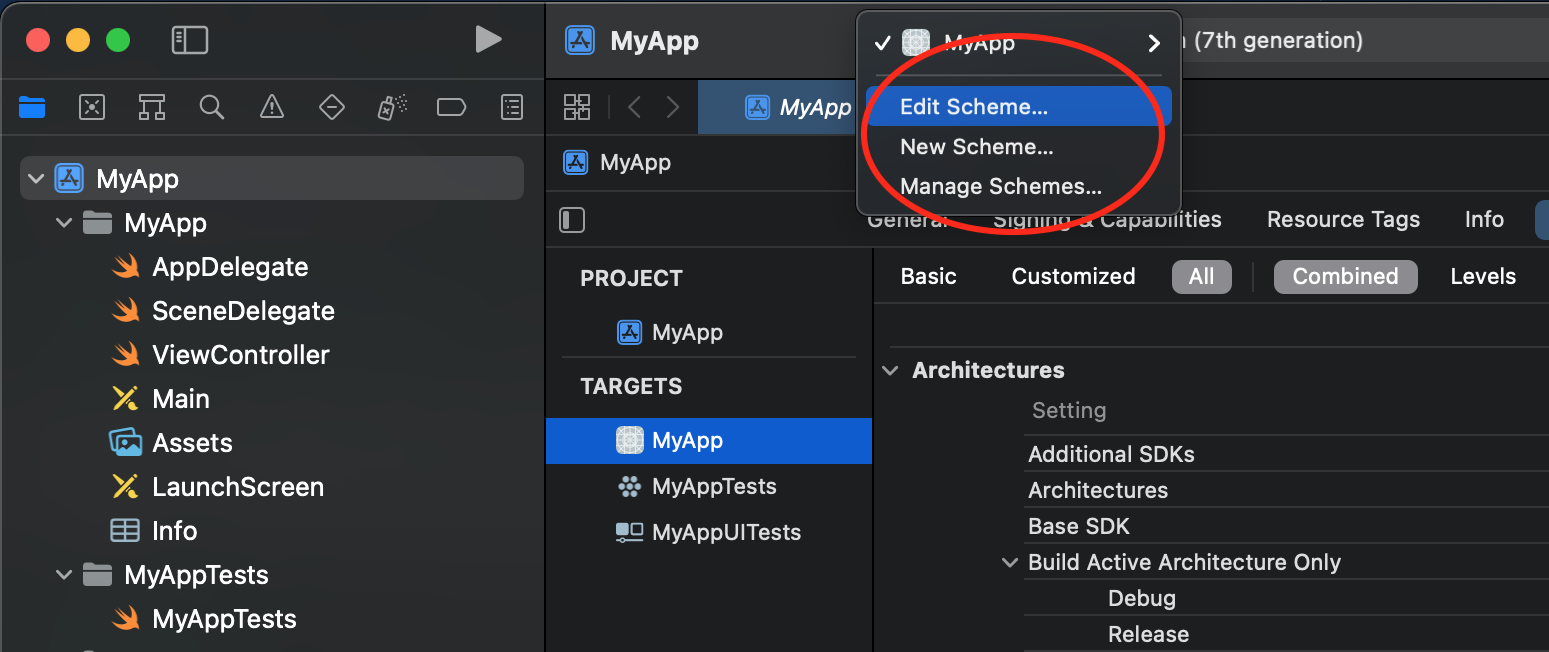 MyApp
MyApp
(7th generation)
MyApp
Edit Scheme...
New Scheme...
Manage Schemes...
MyApp
General
Signing & Capabilities
Resource Tags
Info
MyApp
MyApp
AppDelegate
SceneDelegate
ViewController
Main
Assets
LaunchScreen
Info
MyAppTests
MyAppTests
PROJECT
MyApp
TARGETS
MyApp
MyAppTests
MyAppUITests
Basic
Customized
All
Combined
Levels
Architectures
Setting
Additional SDKs
Architectures
Base SDK
Build Active Architecture Only
Debug
Release